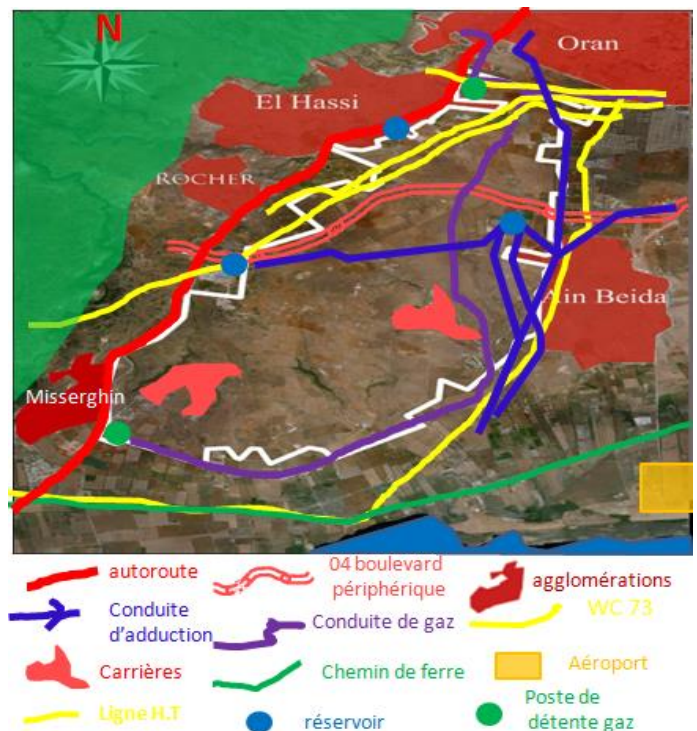 N
Oran
El Hassi
ROCHER
Ain Beida
Misserghin
autoroute
04 boulevard
périphérique
agglomérations
Conduite
d'adduction
Conduite de gaz
WC 73
Carrières
Chemin de ferre
Aéroport
Ligne H.T
réservoir
Poste de
détente gaz